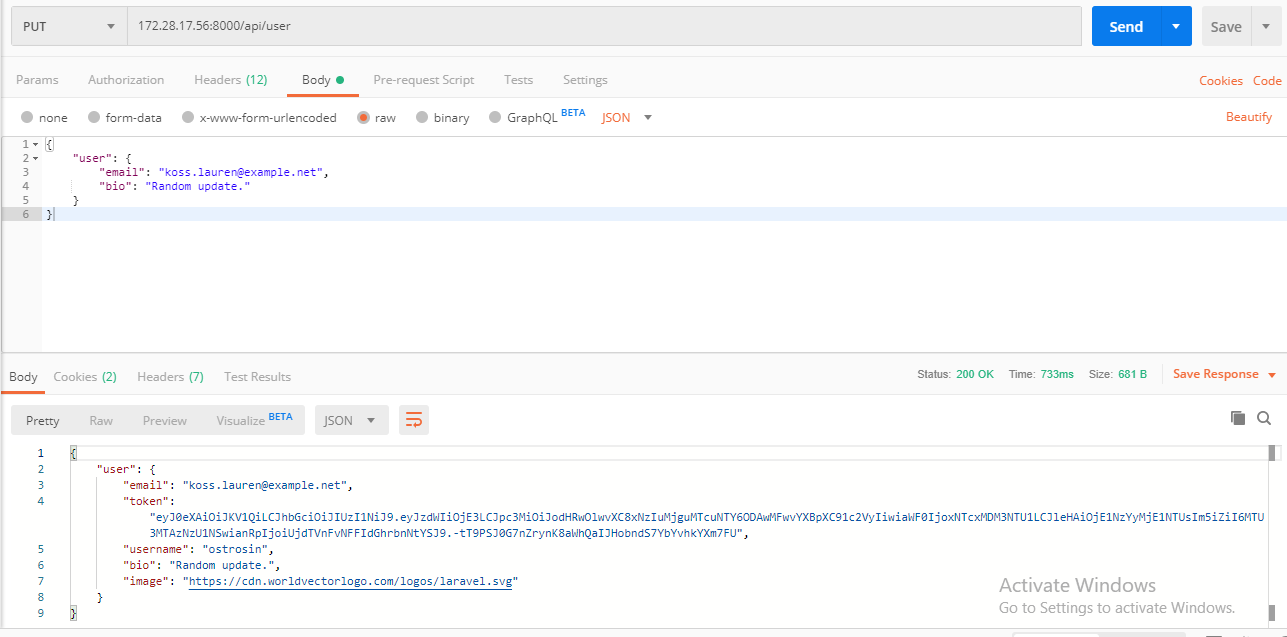 PUT 172.28.17.56:8000/api/user Send Save
Params Authorization Headers (12) Body Pre-request Script Tests Settings Cookies Code
none form-data x-www-form-urlencoded raw binary GraphQL BETA JSON Beautify
1 {
2 "user": {
3 "email": "koss.lauren@example.net",
4 "bio": "Random update."
5 }
6 }
Body Cookies (2) Headers (7) Test Results Status: 200 OK Time: 733ms Size: 681 B Save Response
Pretty Raw Preview Visualize BETA JSON
1 {
2 "user": {
3 "email": "koss.lauren@example.net",
4 "token":
"eyJ0eXAiOiJKV1QiLCJhbGciOiJIUzI1NiJ9.eyJzdWIiOjE3LCJpc3MiOiJodHRwOlwvXC8xNzIuMjguMTcuNTY6ODAwMFwvYXBpXC91c2VyIiwiaWF0IjoxNTcxMDM3NTU1LCJleHAiOjE1NzYyMjE1NTUsIm5iZiI6MTU
3MTAzNzU1NSwianRpIjoiUjdTVnFvNFFIdGhrbnNtYSJ9.-tT9PSJ0G7nZrynK8aWhQaIJHobndS7YbYvhkYXm7FU",
5 "username": "ostrosin",
6 "bio": "Random update.",
7 "image": "https://cdn.worldvectorlogo.com/logos/laravel.svg"
8 }
9 }
Activate Windows
Go to Settings to activate Windows.